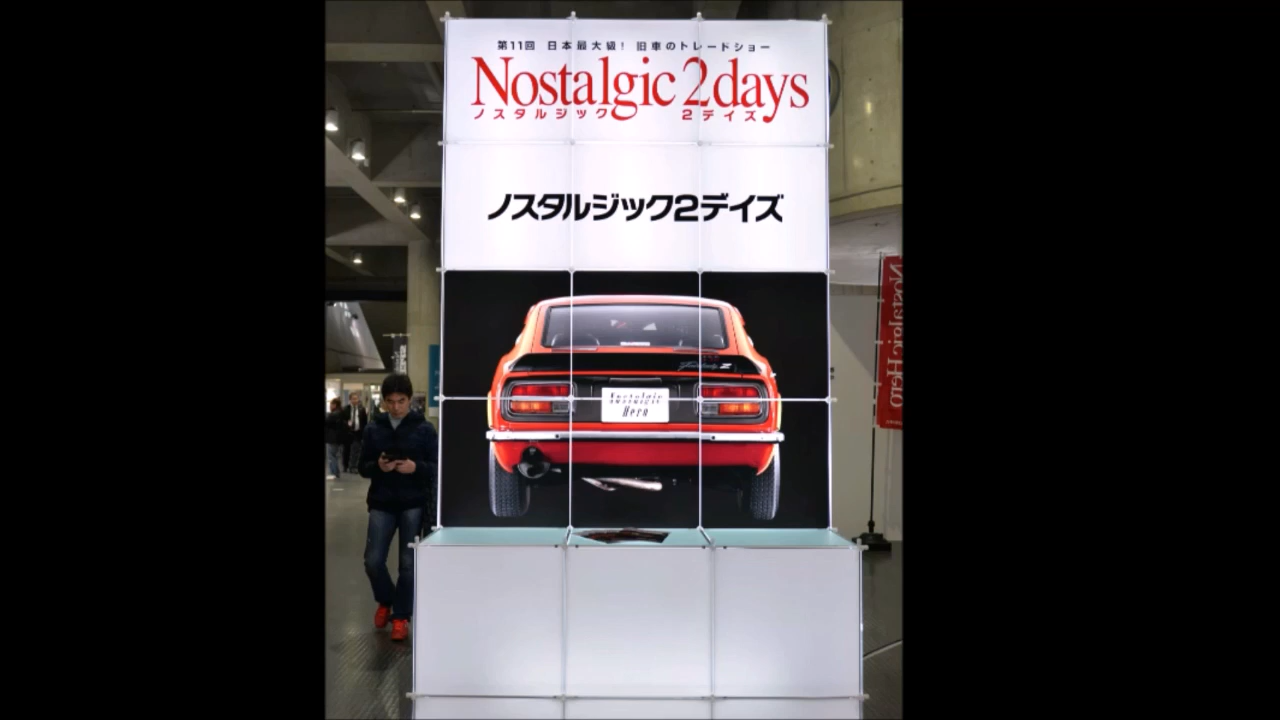 第11回 日本最大級! 旧車のトレードショー
Nostalgic 2days
ノスタルジック 2デイズ
ノスタルジック2デイズ
Z
Nostalgic
Hero
Nostalgic Hero